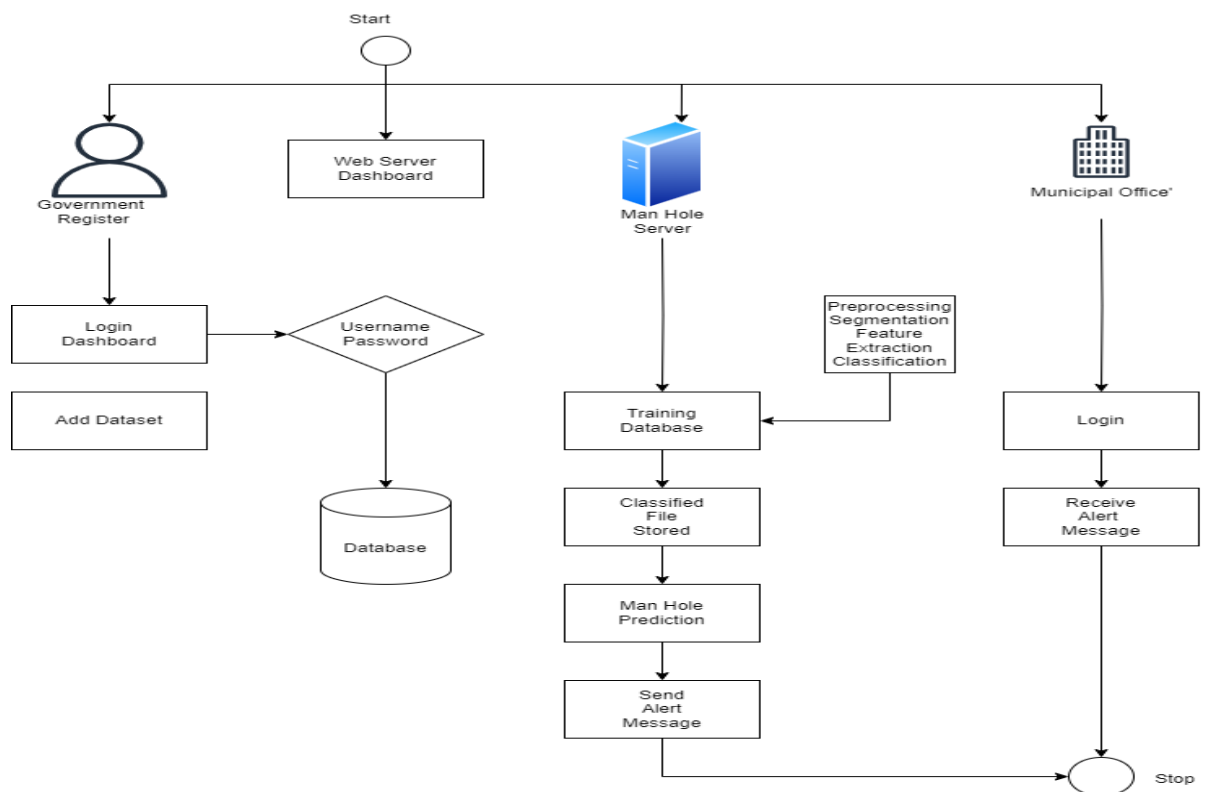 Start
Government
Register
Web Server
Dashboard
Man Hole
Server
Municipal Office'
Login
Dashboard
Username
Password
Preprocessing
Segmentation
Feature
Extraction
Classification
Add Dataset
Training
Database
Login
Database
Classified
File
Stored
Receive
Alert
Message
Man Hole
Prediction
Send
Alert
Message
Stop